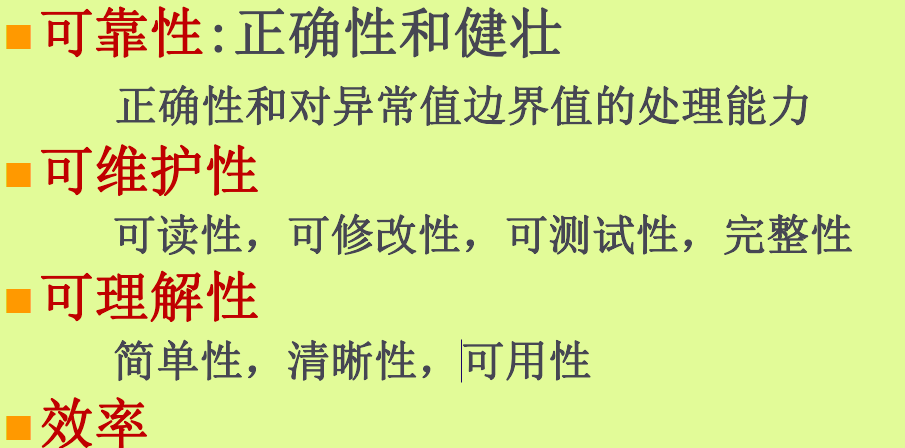 可靠性:正确性和健壮
正确性和对异常值边界值的处理能力
可维护性
可读性，可修改性，可测试性，完整性
可理解性
简单性，清晰性，可用性
效率